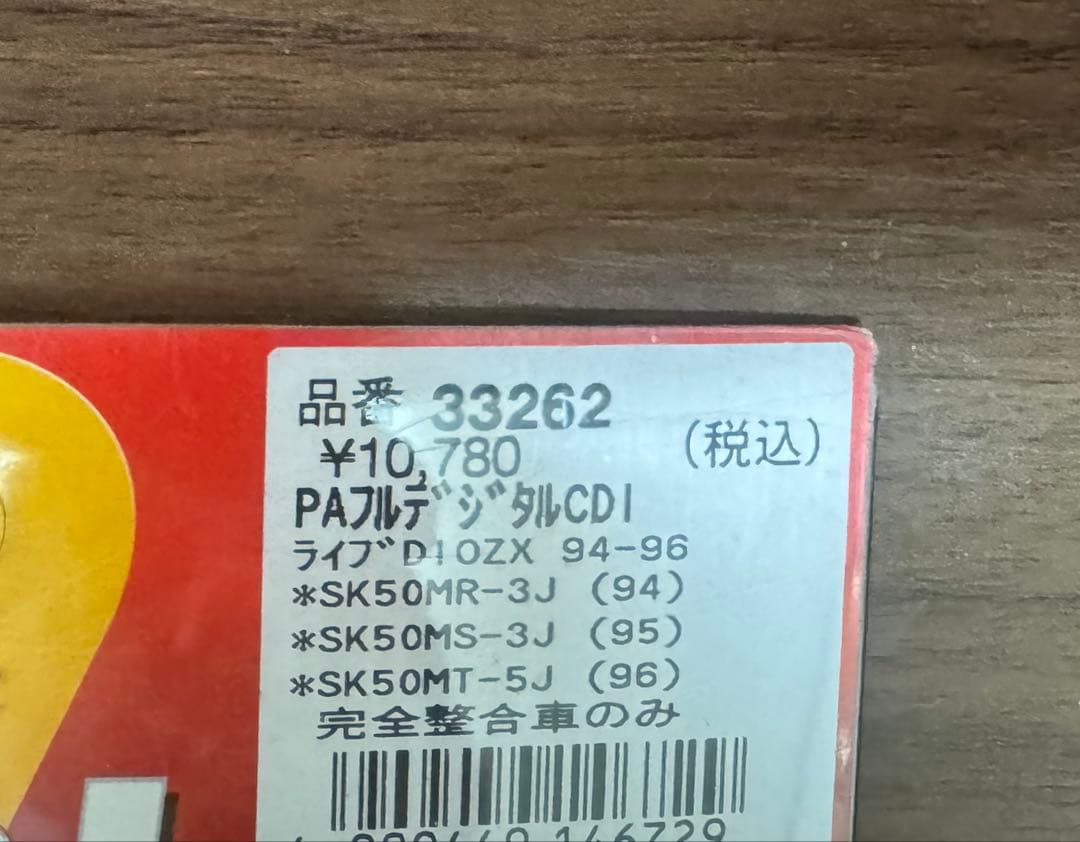 品番 33262
¥10,780 (税込)
PAフルデジタルCDI
ライブDIOZX 94-96
*SK50MR-3J (94)
*SK50MS-3J (95)
*SK50MT-5J (96)
完全整合車のみ
146729